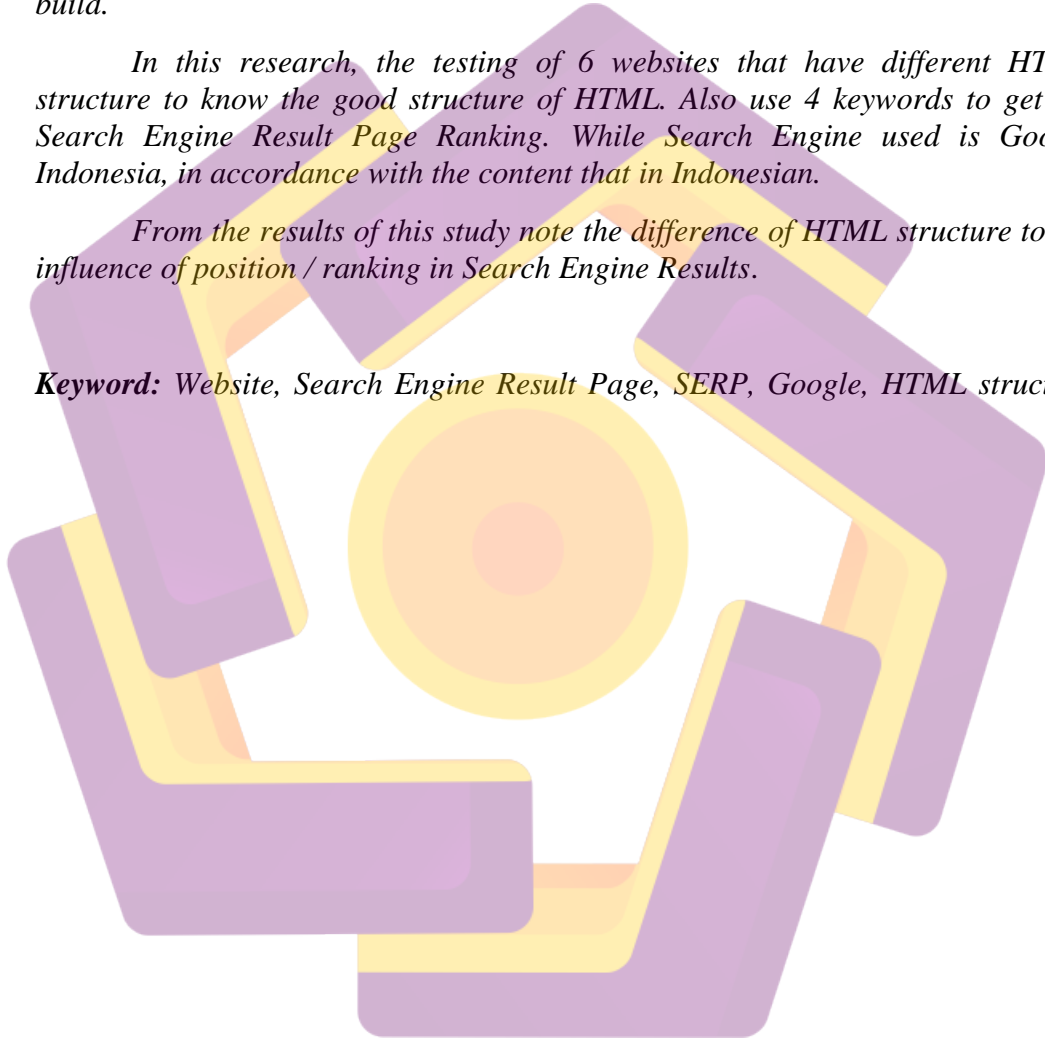 build.
In this research, the testing of 6 websites that have different HT
structure to know the good structure of HTML. Also use 4 keywords to get
Search Engine Result Page Ranking. While Search Engine used is Goo
Indonesia, in accordance with the content that in Indonesian.
From the results of this study note the difference of HTML structure to
influence of position / ranking in Search Engine Results.
Keyword: Website, Search Engine Result Page, SERP, Google, HTML struct